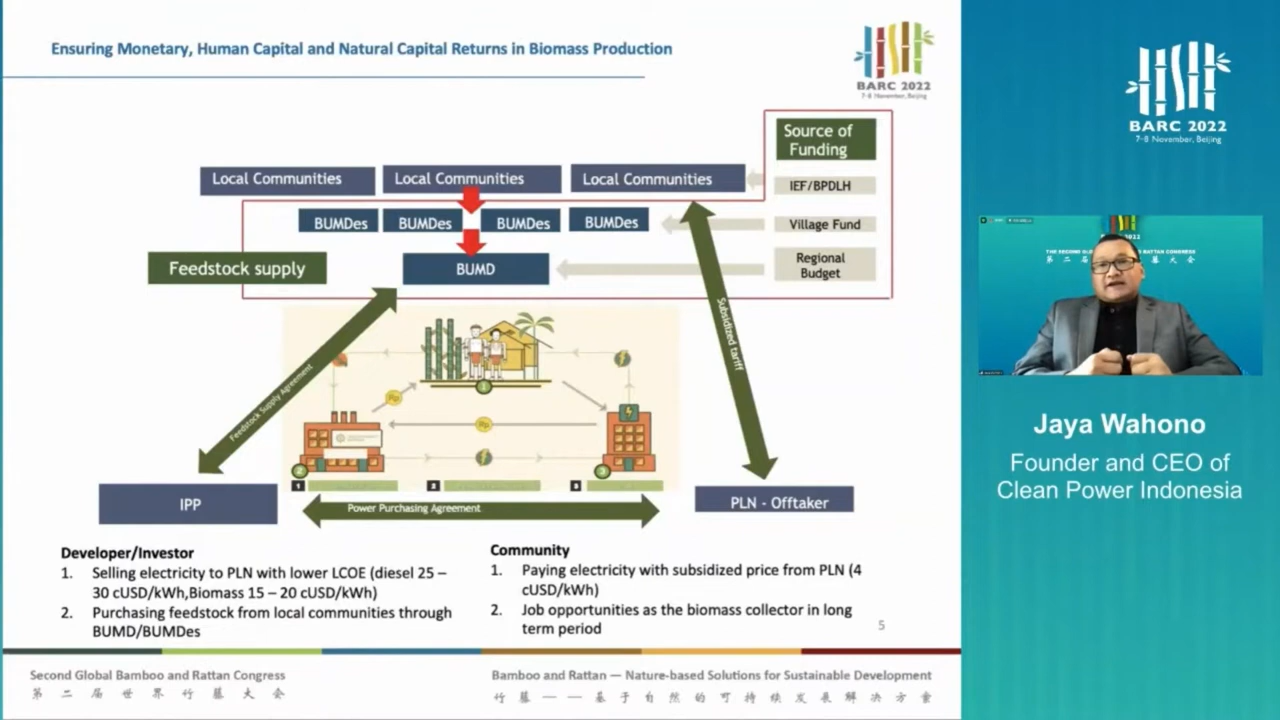 Ensuring Monetary, Human Capital and Natural Capital Returns in Biomass Production
BARC 2022
7-8 November, Beijing
Source of
Funding
Local Communities
Local Communities
Local Communities
IEF/BPDLH
BUMDes
BUMDes
BUMDes
BUMDes
Village Fund
Feedstock supply
BUMD
Regional
Budget
Feedstock Supply Agreement
Subsidized tariff
Rp
Rp
1
2
3
1
2
3
IPP
Power Purchasing Agreement
PLN - Offtaker
Developer/Investor
1. Selling electricity to PLN with lower LCOE (diesel 25 –
30 cUSD/kWh,Biomass 15 – 20 cUSD/kWh)
2. Purchasing feedstock from local communities through
BUMD/BUMDes
Community
1. Paying electricity with subsidized price from PLN (4
cUSD/kWh)
2. Job opportunities as the biomass collector in long
term period
5
Second Global Bamboo and Rattan Congress
第二届世界竹藤大会
Bamboo and Rattan — Nature-based Solutions for Sustainable Development
竹藤——基于自然的可持续发展解决方案
BARC 2022
7-8 November, Beijing
Jaya Wahono
Founder and CEO of
Clean Power Indonesia